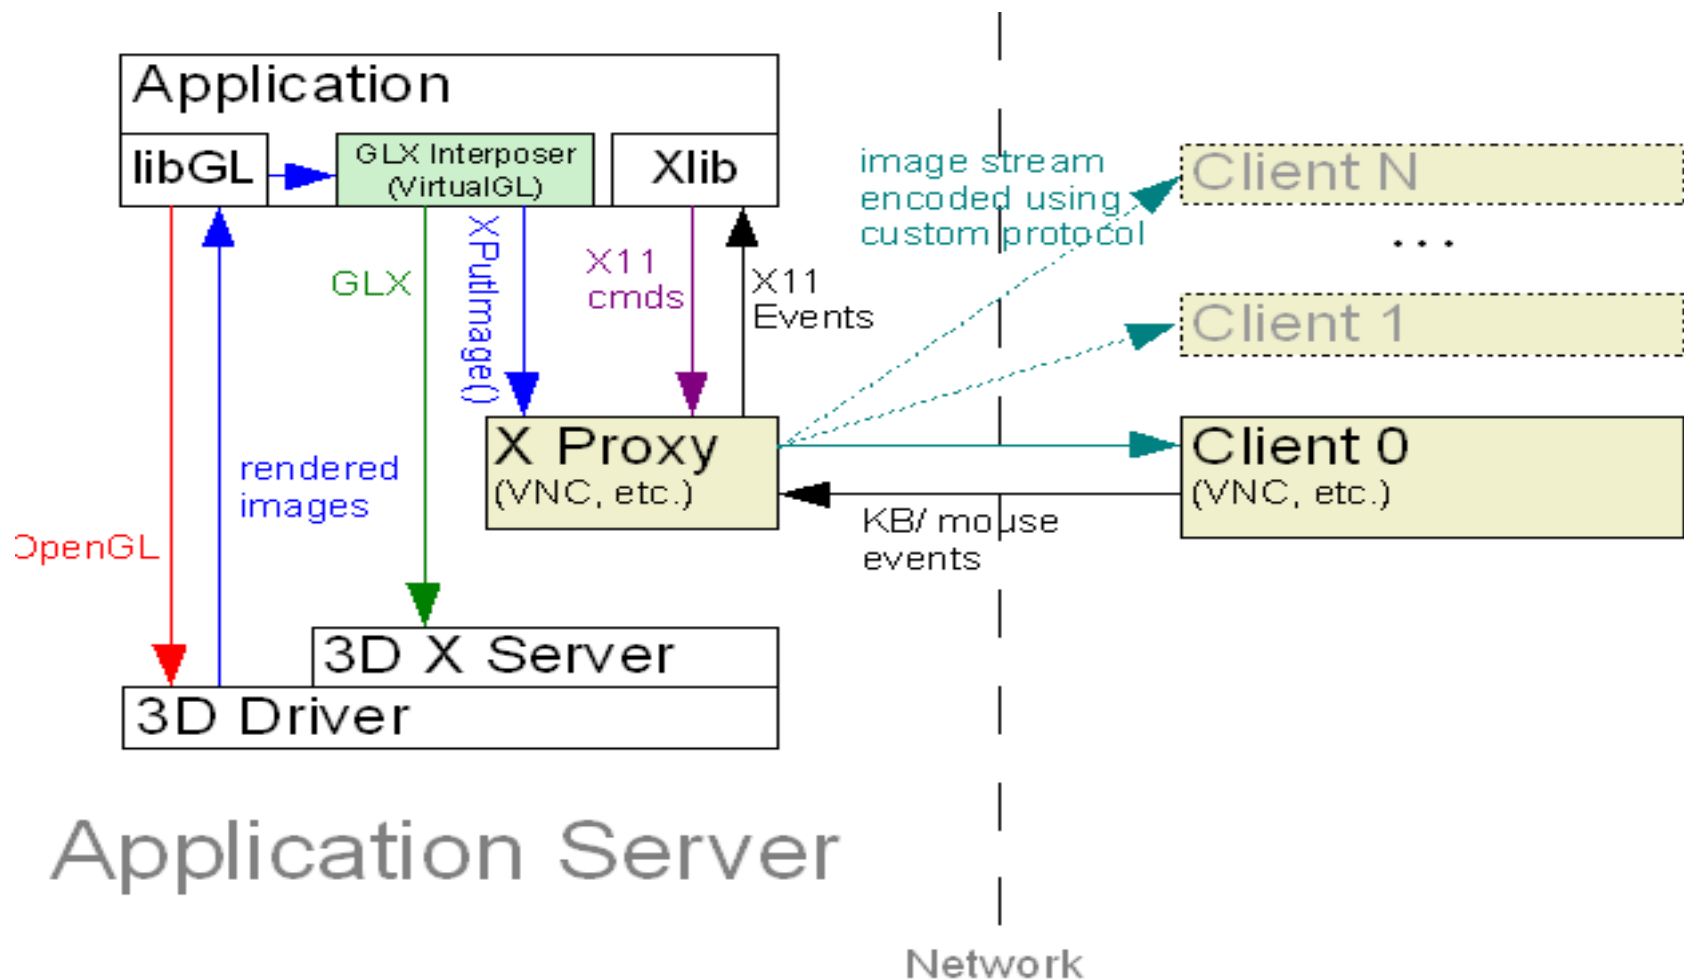 Application
libGL
GLX Interposer
(VirtualGL)
Xlib
image stream
encoded using
custom protocol
Client N
...
Client 1
GLX
XPutImage()
X11
cmds
X11
Events
X Proxy
(VNC, etc.)
Client 0
(VNC, etc.)
rendered
images
KB/ mouse
events
OpenGL
3D X Server
3D Driver
Application Server
Network